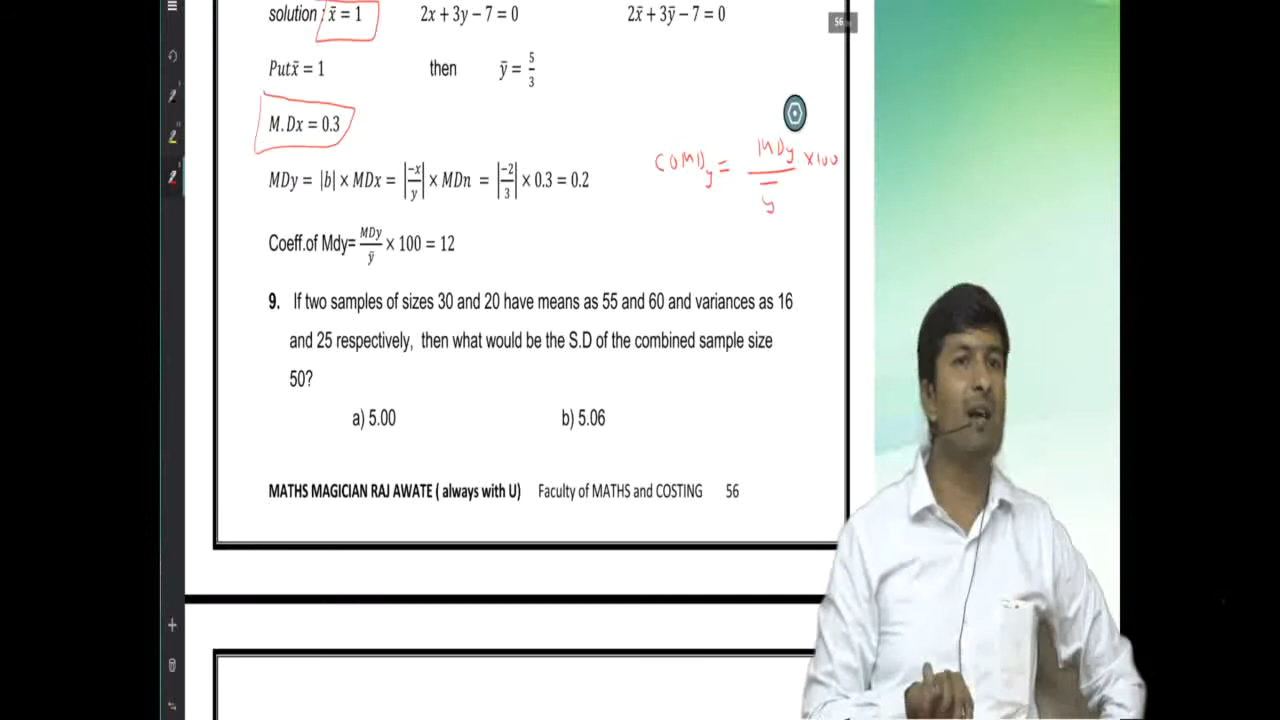 solution : x̄ = 1 2x + 3y − 7 = 0 2x̄ + 3ȳ − 7 = 0
56
Put x̄ = 1 then ȳ = 5/3
M.Dx = 0.3
MDy = |b| × MDx = |−x/y| × MDn = |−2/3| × 0.3 = 0.2
COMDy = MDy/ȳ × 100
Coeff.of Mdy= MDy/ȳ × 100 = 12
9. If two samples of sizes 30 and 20 have means as 55 and 60 and variances as 16
and 25 respectively, then what would be the S.D of the combined sample size
50?
a) 5.00 b) 5.06
MATHS MAGICIAN RAJ AWATE ( always with U) Faculty of MATHS and COSTING 56